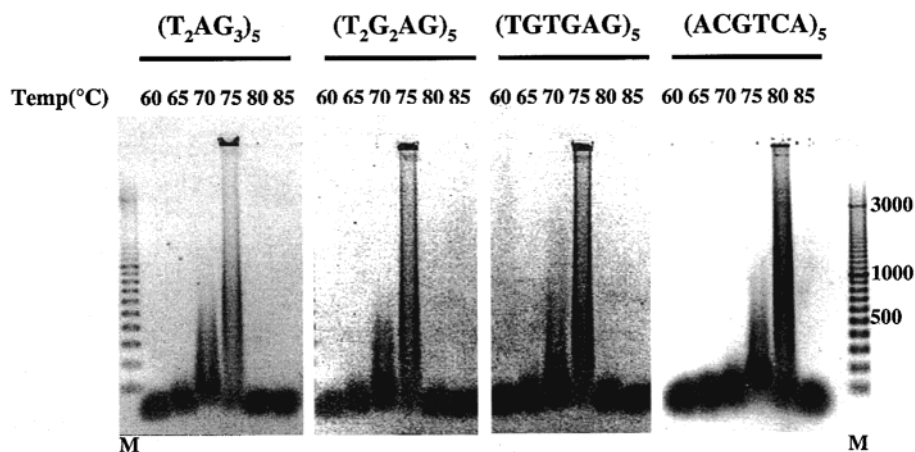 (T₂AG₃)₅ (T₂G₂AG)₅ (TGTGAG)₅ (ACGTCA)₅
Temp(°C) 60 65 70 75 80 85 60 65 70 75 80 85 60 65 70 75 80 85 60 65 70 75 80 85
3000
1000
500
M M